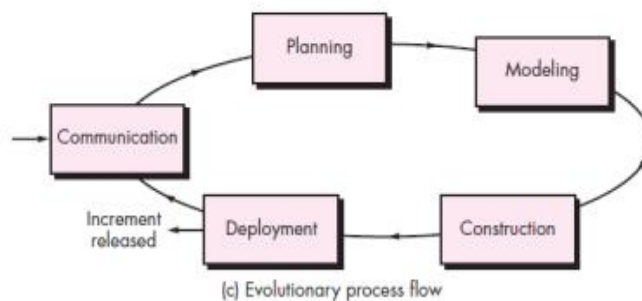 Planning
Modeling
Communication
Increment
released
Deployment
Construction
(c) Evolutionary process flow